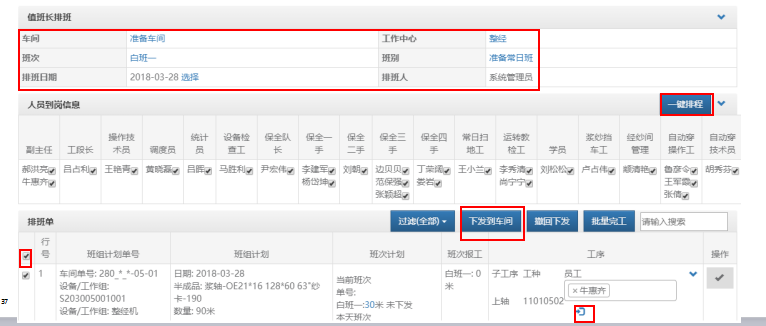 值班长排班
车间 准备车间 工作中心 整经
班次 白班一 班别 准备常日班
排班日期 2018-03-28 选择 排班人 系统管理员
人员到岗信息 一键排程
副主任 工段长 操作技术员 调度员 统计员 设备检查工 保全队长 保全一手 保全二手 保全三手 保全四手 常日扫地工 运转教检工 学员 浆纱挡车工 经纱间管理 自动穿操作工 自动穿技术员
郝洪亮 吕占利 王艳青 黄晓磊 吕晖 马胜利 尹宏伟 李建军 刘朝 边贝贝 丁荣 王小兰 李秀清 刘松松 卢占伟 顺清艳 鲁彦令 胡秀芬
牛惠齐 杨岱坤 范保强 娄岩 尚宁宁 王军霞
张颖超 张倩
排班单 过滤(全部) 下发到车间 撤回下发 批量完工 请输入搜索
行号 班组计划单号 班组计划 班次计划 班次报工 工序 操作
1 车间单号: 280_*_*-05-01 日期: 2018-03-28 当前班次 白班一: 0 子工序 工种 员工
设备/工作组: 半成品: 浆轴-OE21*16 128*60 63"纱 单号: 米 × 牛惠齐
S203005001001 卡-190 白班一:30米 未下发 上轴 11010502
设备/工作组: 整经机 数量: 90米 本天班次
37